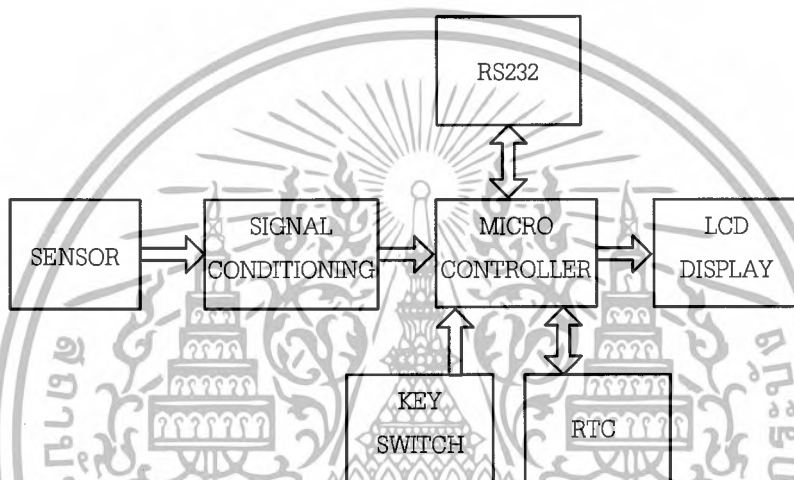 RS232
SENSOR
SIGNAL
CONDITIONING
MICRO
CONTROLLER
LCD
DISPLAY
KEY
SWITCH
RTC